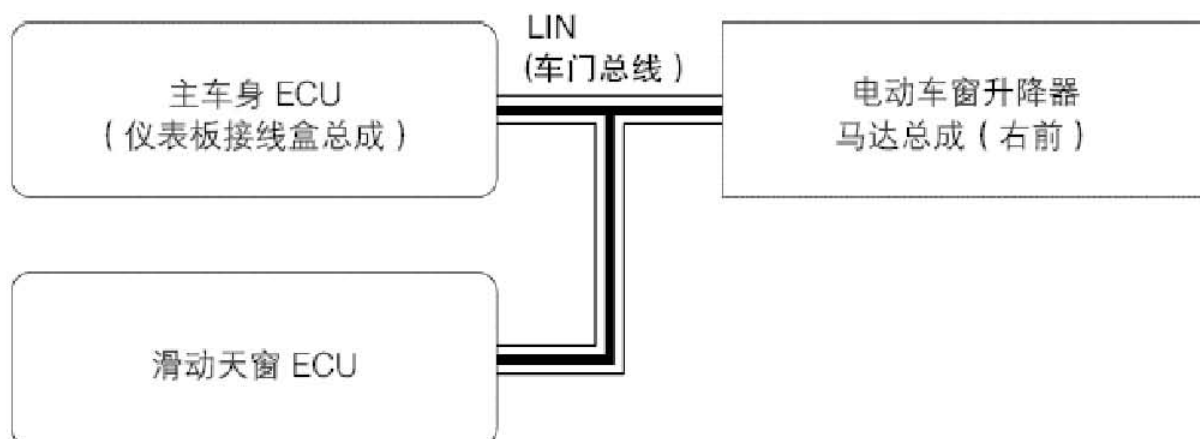 LIN
(车门总线)
主车身 ECU
(仪表板接线盒总成)
电动车窗升降器
马达总成(右前)
滑动天窗 ECU